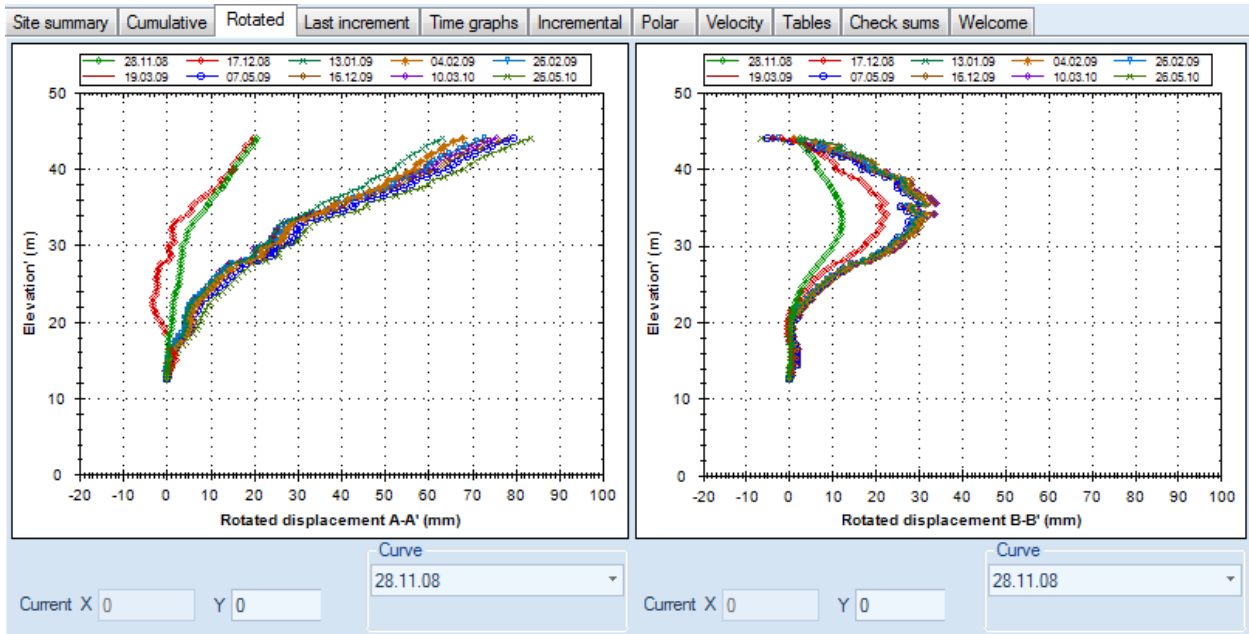 Site summary Cumulative Rotated Last increment Time graphs Incremental Polar Velocity Tables Check sums Welcome
28.11.08 17.12.08 13.01.09 04.02.09 26.02.09
19.03.09 07.05.09 16.12.09 10.03.10 26.05.10
50
40
30
20
10
0
Elevation' (m)
-20 -10 0 10 20 30 40 50 60 70 80 90 100
Rotated displacement A-A' (mm)
Curve
28.11.08
Current X 0 Y 0
28.11.08 17.12.08 13.01.09 04.02.09 26.02.09
19.03.09 07.05.09 16.12.09 10.03.10 26.05.10
50
40
30
20
10
0
Elevation' (m)
-20 -10 0 10 20 30 40 50 60 70 80 90 100
Rotated displacement B-B' (mm)
Curve
28.11.08
Current X 0 Y 0